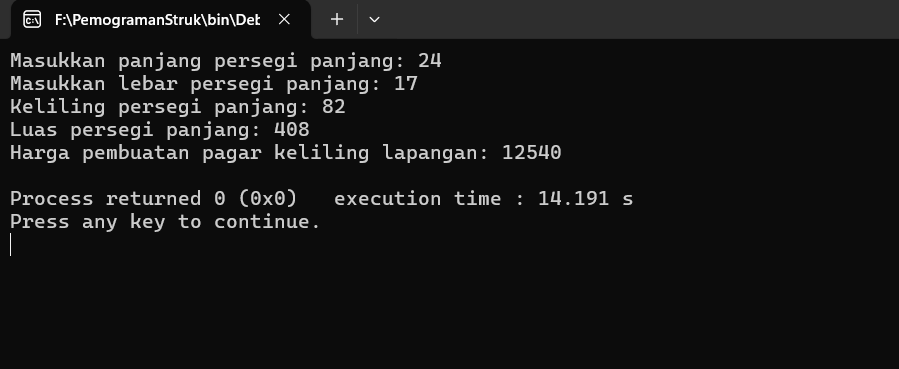 F:\PemogramanStruk\bin\Det
Masukkan panjang persegi panjang: 24
Masukkan lebar persegi panjang: 17
Keliling persegi panjang: 82
Luas persegi panjang: 408
Harga pembuatan pagar keliling lapangan: 12540
Process returned 0 (0x0)   execution time : 14.191 s
Press any key to continue.